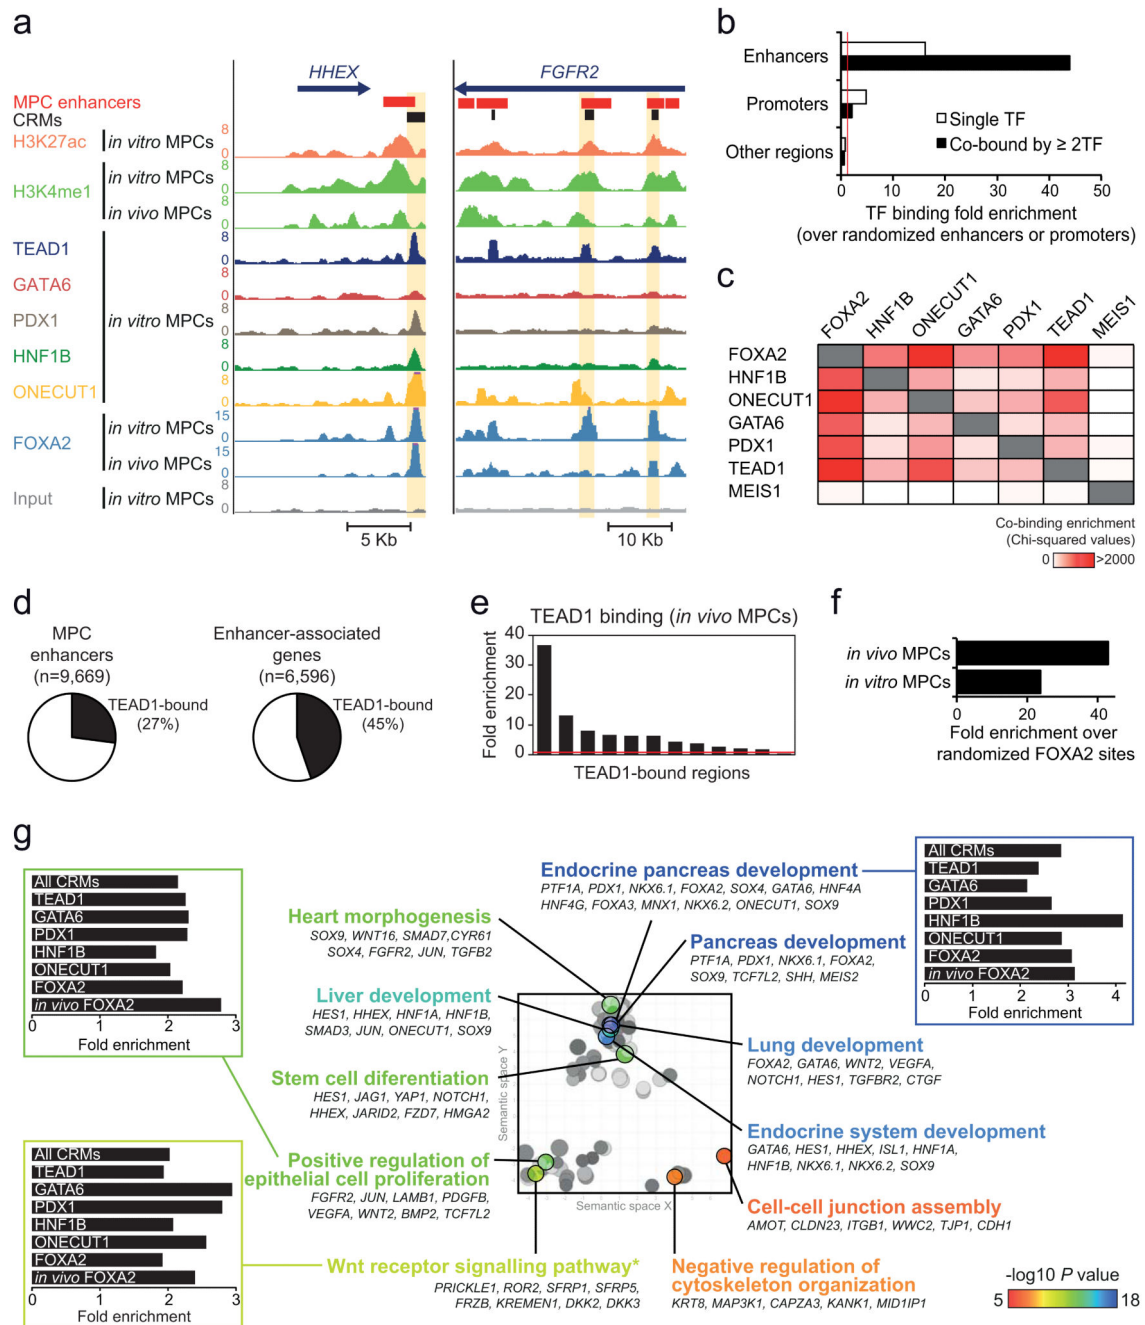 a
HHEX
FGFR2
MPC enhancers
CRMs
H3K27ac
in vitro MPCs
8
0
H3K4me1
in vitro MPCs
8
0
in vivo MPCs
8
0
TEAD1
8
0
GATA6
8
0
PDX1
in vitro MPCs
8
0
HNF1B
8
0
ONECUT1
8
0
FOXA2
in vitro MPCs
15
0
in vivo MPCs
15
0
Input
in vitro MPCs
8
0
5 Kb
10 Kb
b
Enhancers
Promoters
Other regions
Single TF
Co-bound by ≥ 2TF
0 10 20 30 40 50
TF binding fold enrichment
(over randomized enhancers or promoters)
c
FOXA2
HNF1B
ONECUT1
GATA6
PDX1
TEAD1
MEIS1
FOXA2
HNF1B
ONECUT1
GATA6
PDX1
TEAD1
MEIS1
Co-binding enrichment
(Chi-squared values)
0 >2000
d
MPC
enhancers
(n=9,669)
TEAD1-bound
(27%)
Enhancer-associated
genes
(n=6,596)
TEAD1-bound
(45%)
e
TEAD1 binding (in vivo MPCs)
Fold enrichment
40
30
20
10
0
TEAD1-bound regions
f
in vivo MPCs
in vitro MPCs
0 20 40
Fold enrichment over
randomized FOXA2 sites
g
All CRMs
TEAD1
GATA6
PDX1
HNF1B
ONECUT1
FOXA2
in vivo FOXA2
0 1 2 3
Fold enrichment
Heart morphogenesis
SOX9, WNT16, SMAD7,CYR61
SOX4, FGFR2, JUN, TGFB2
Liver development
HES1, HHEX, HNF1A, HNF1B,
SMAD3, JUN, ONECUT1, SOX9
Stem cell diferentiation
HES1, JAG1, YAP1, NOTCH1,
HHEX, JARID2, FZD7, HMGA2
Positive regulation of
epithelial cell proliferation
FGFR2, JUN, LAMB1, PDGFB,
VEGFA, WNT2, BMP2, TCF7L2
All CRMs
TEAD1
GATA6
PDX1
HNF1B
ONECUT1
FOXA2
in vivo FOXA2
0 1 2 3
Fold enrichment
Wnt receptor signalling pathway*
PRICKLE1, ROR2, SFRP1, SFRP5,
FRZB, KREMEN1, DKK2, DKK3
Semantic space Y
Semantic space X
Endocrine pancreas development
PTF1A, PDX1, NKX6.1, FOXA2, SOX4, GATA6, HNF4A
HNF4G, FOXA3, MNX1, NKX6.2, ONECUT1, SOX9
Pancreas development
PTF1A, PDX1, NKX6.1, FOXA2,
SOX9, TCF7L2, SHH, MEIS2
All CRMs
TEAD1
GATA6
PDX1
HNF1B
ONECUT1
FOXA2
in vivo FOXA2
0 1 2 3 4
Fold enrichment
Lung development
FOXA2, GATA6, WNT2, VEGFA,
NOTCH1, HES1, TGFBR2, CTGF
Endocrine system development
GATA6, HES1, HHEX, ISL1, HNF1A,
HNF1B, NKX6.1, NKX6.2, SOX9
Cell-cell junction assembly
AMOT, CLDN23, ITGB1, WWC2, TJP1, CDH1
Negative regulation of
cytoskeleton organization
KRT8, MAP3K1, CAPZA3, KANK1, MID1IP1
-log10 P value
5 18